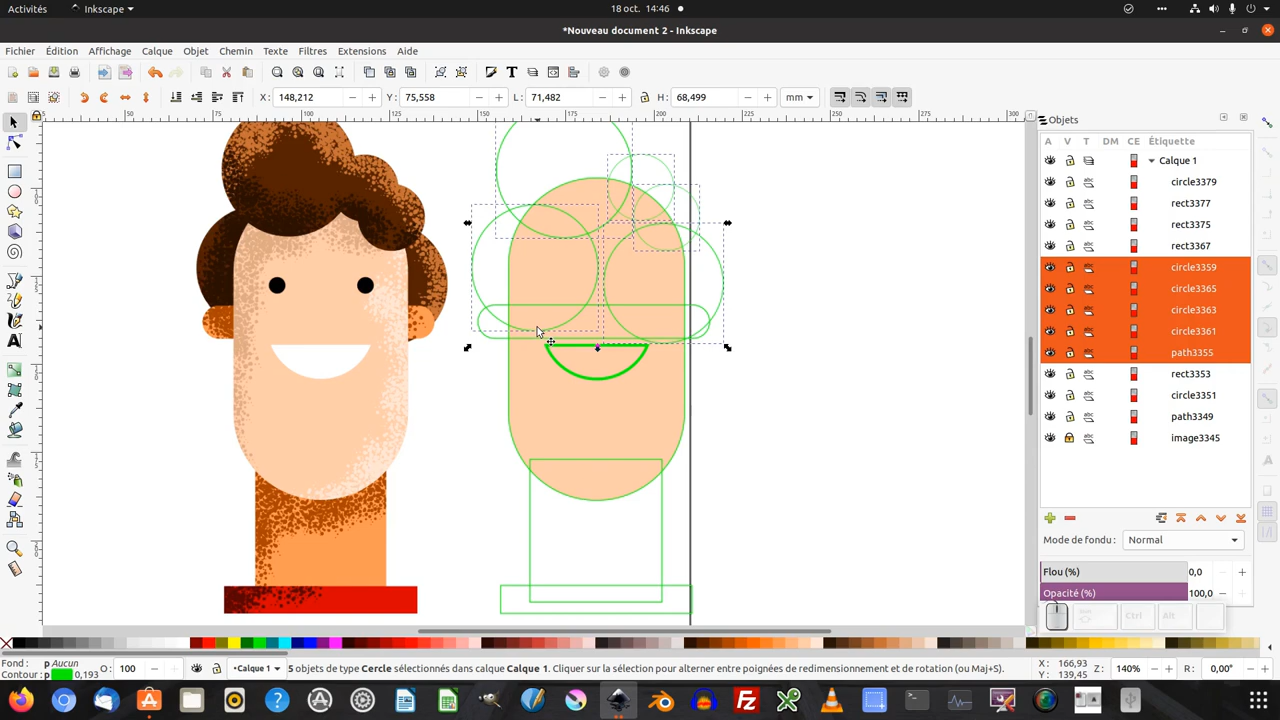 Activités
Inkscape
18 oct. 14:46
*Nouveau document 2 - Inkscape
Fichier Édition Affichage Calque Objet Chemin Texte Filtres Extensions Aide
X: 148,212 Y: 75,558 L: 71,482 H: 68,499 mm
Objets
A V T DM CE Étiquette
Calque 1
circle3379
rect3377
rect3375
rect3367
circle3359
circle3365
circle3363
circle3361
path3355
rect3353
circle3351
path3349
image3345
Mode de fondu : Normal
Flou (%) 0,0
Opacité (%) 100,0
Ctrl Alt
Fond : p Aucun
Contour : p 0,193
O: 100
•Calque 1
5 objets de type Cercle sélectionnés dans calque Calque 1. Cliquer sur la sélection pour alterner entre poignées de redimensionnement et de rotation (ou Maj+S).
X: 166,93
Y: 139,45
Z: 140%
R: 0,00°